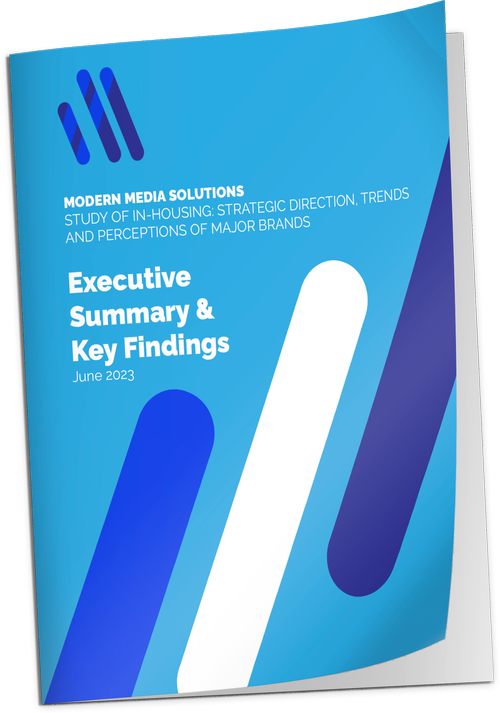 MODERN MEDIA SOLUTIONS
STUDY OF IN-HOUSING: STRATEGIC DIRECTION, TRENDS
AND PERCEPTIONS OF MAJOR BRANDS
Executive
Summary &
Key Findings
June 2023